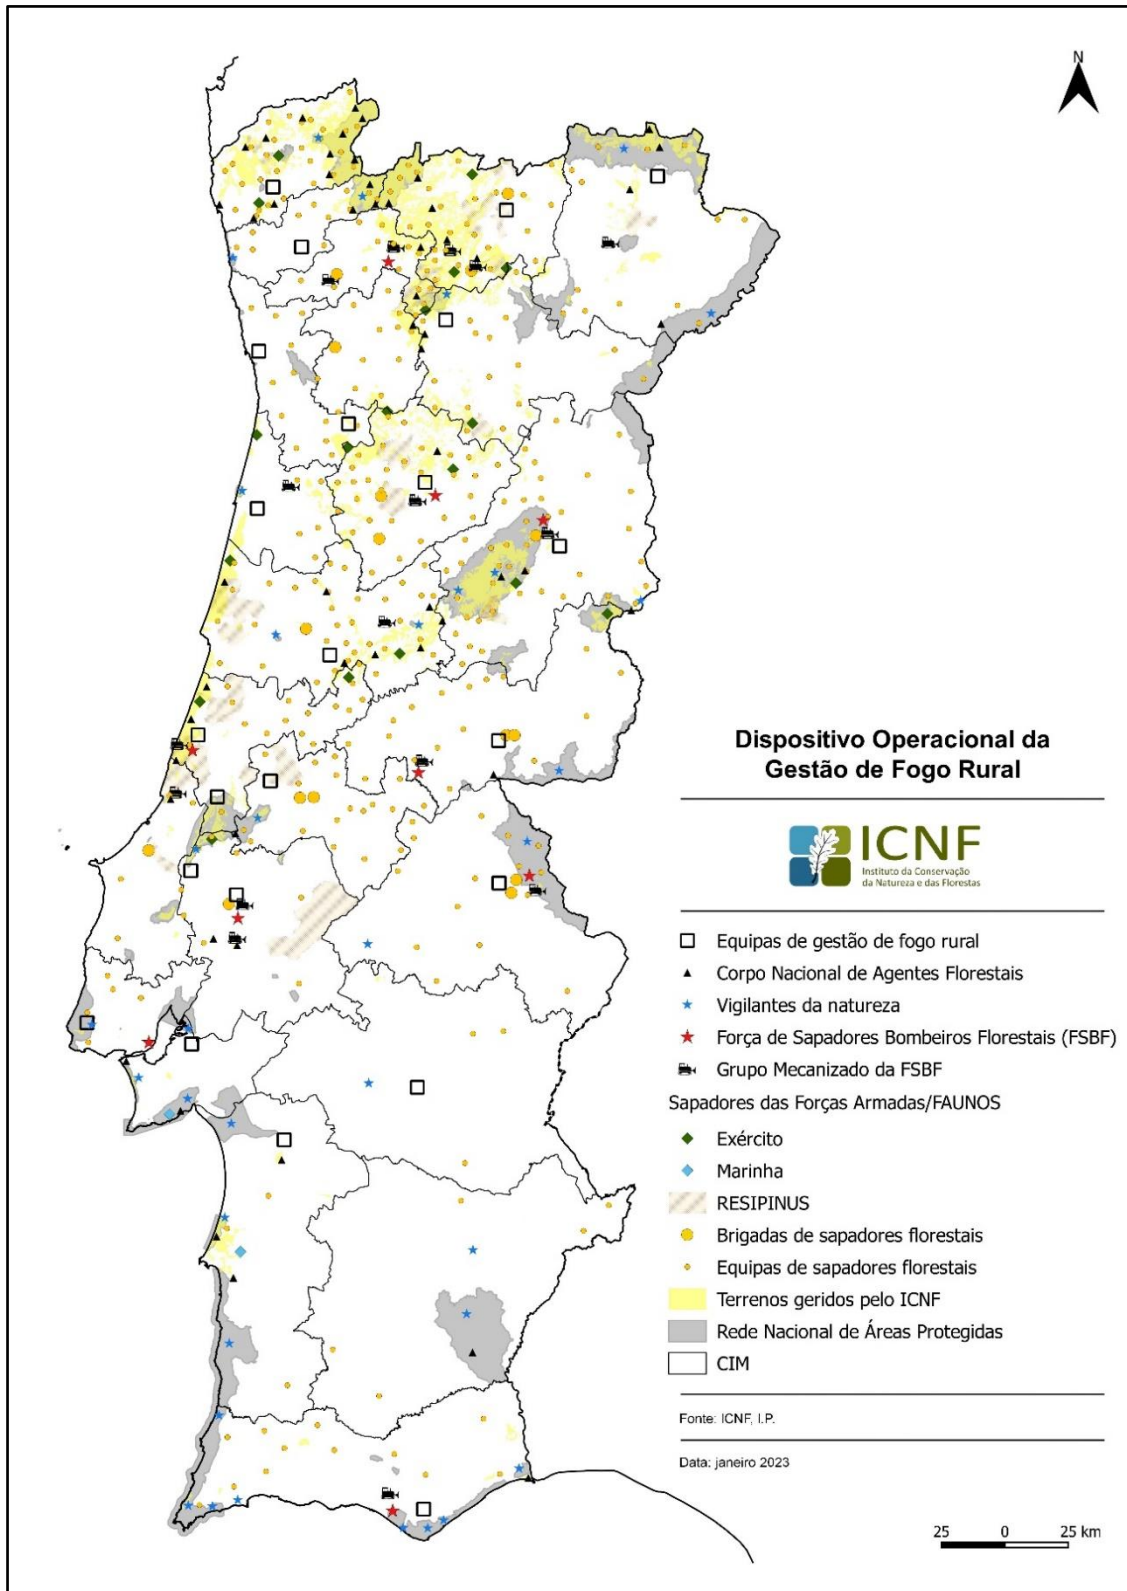 N
Dispositivo Operacional da
Gestão de Fogo Rural
ICNF
Instituto da Conservação
da Natureza e das Florestas
Equipas de gestão de fogo rural
Corpo Nacional de Agentes Florestais
Vigilantes da natureza
Força de Sapadores Bombeiros Florestais (FSBF)
Grupo Mecanizado da FSBF
Sapadores das Forças Armadas/FAUNOS
Exército
Marinha
RESIPINUS
Brigadas de sapadores florestais
Equipas de sapadores florestais
Terrenos geridos pelo ICNF
Rede Nacional de Áreas Protegidas
CIM
Fonte: ICNF, I.P.
Data: janeiro 2023
25 0 25 km